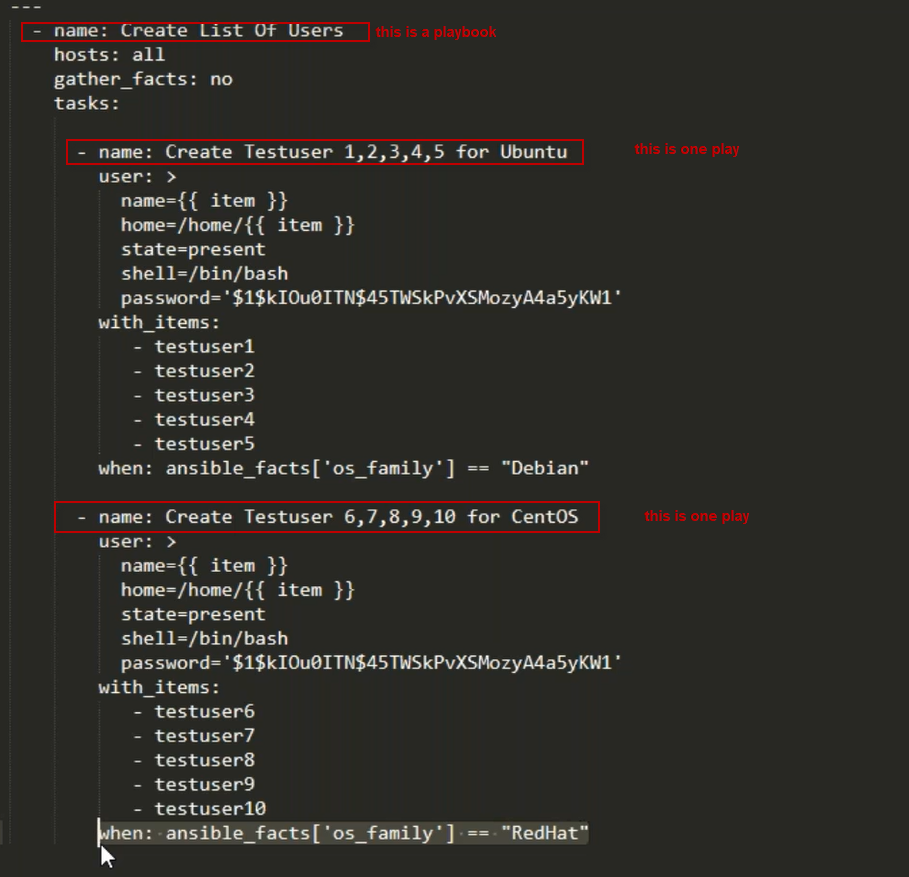 ---
- name: Create List Of Users this is a playbook
hosts: all
gather_facts: no
tasks:
- name: Create Testuser 1,2,3,4,5 for Ubuntu this is one play
user: >
name={{ item }}
home=/home/{{ item }}
state=present
shell=/bin/bash
password='$1$kIOu0ITN$45TWSkPvXSMozyA4a5yKW1'
with_items:
- testuser1
- testuser2
- testuser3
- testuser4
- testuser5
when: ansible_facts['os_family'] == "Debian"
- name: Create Testuser 6,7,8,9,10 for CentOS this is one play
user: >
name={{ item }}
home=/home/{{ item }}
state=present
shell=/bin/bash
password='$1$kIOu0ITN$45TWSkPvXSMozyA4a5yKW1'
with_items:
- testuser6
- testuser7
- testuser8
- testuser9
- testuser10
when: ansible_facts['os_family'] == "RedHat"